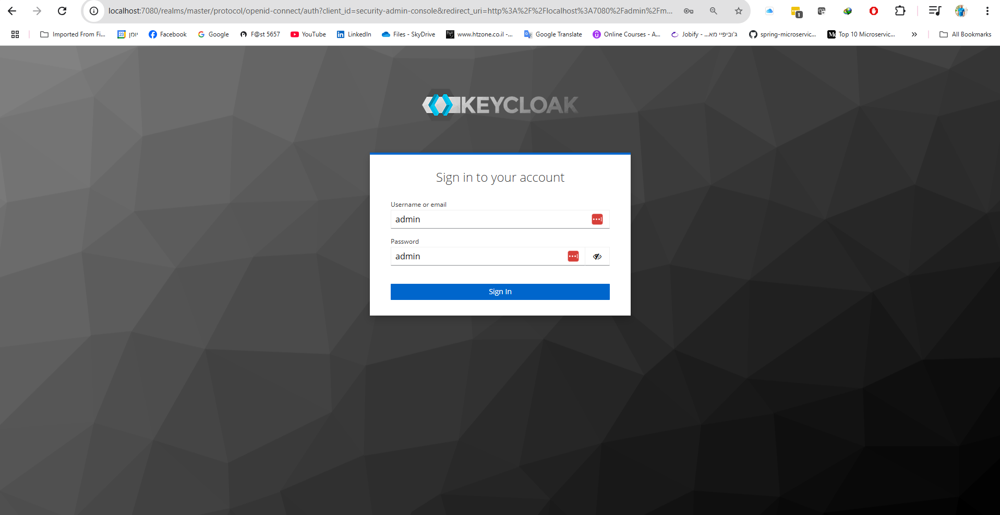 localhost:7080/realms/master/protocol/openid-connect/auth?client_id=security-admin-console&redirect_uri=http%3A%2F%2Flocalhost%3A7080%2Fadmin%2Fm...
1
Imported From Fi...
23 יומן
Facebook
Google
F@st 5657
YouTube
LinkedIn
Files - SkyDrive
www.htzone.co.il -...
Google Translate
Online Courses - A...
Jobify - ...ג'וביפיי מא
spring-microservic...
Top 10 Microservic...
All Bookmarks
KEYCLOAK
Sign in to your account
Username or email
admin
Password
admin
Sign In